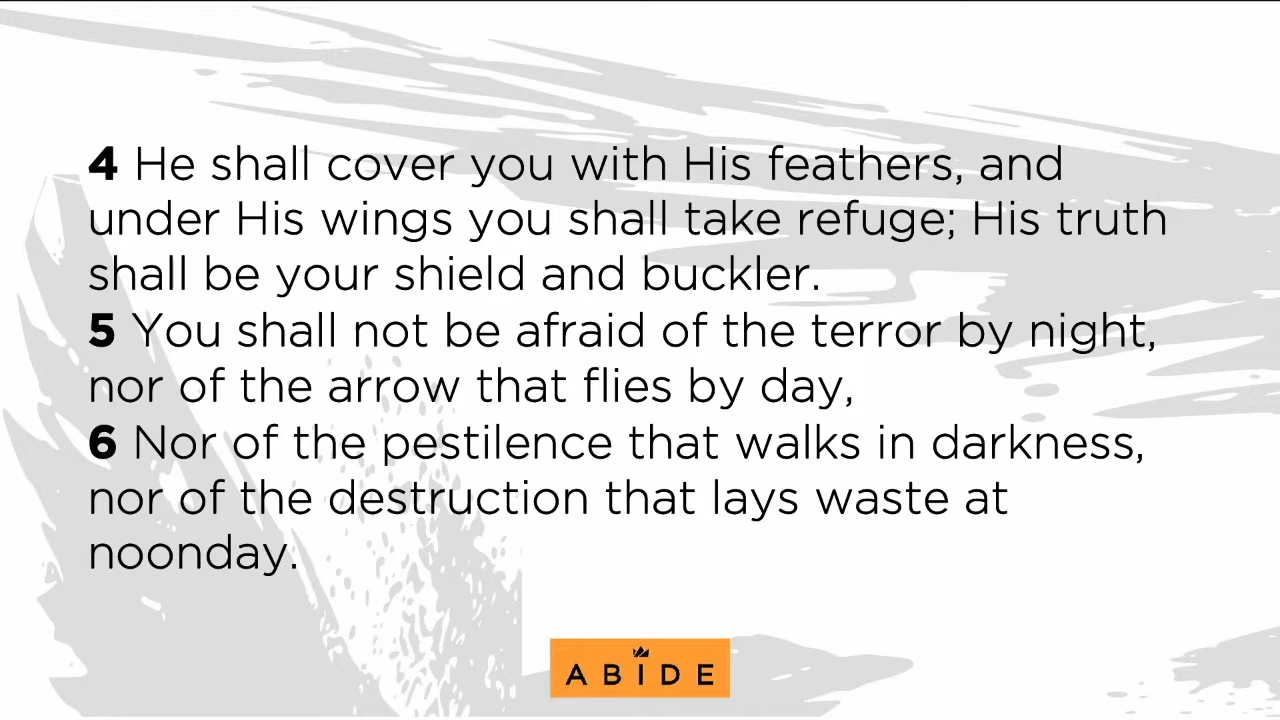 4 He shall cover you with His feathers, and
under His wings you shall take refuge; His truth
shall be your shield and buckler.
5 You shall not be afraid of the terror by night,
nor of the arrow that flies by day,
6 Nor of the pestilence that walks in darkness,
nor of the destruction that lays waste at
noonday.
ABIDE